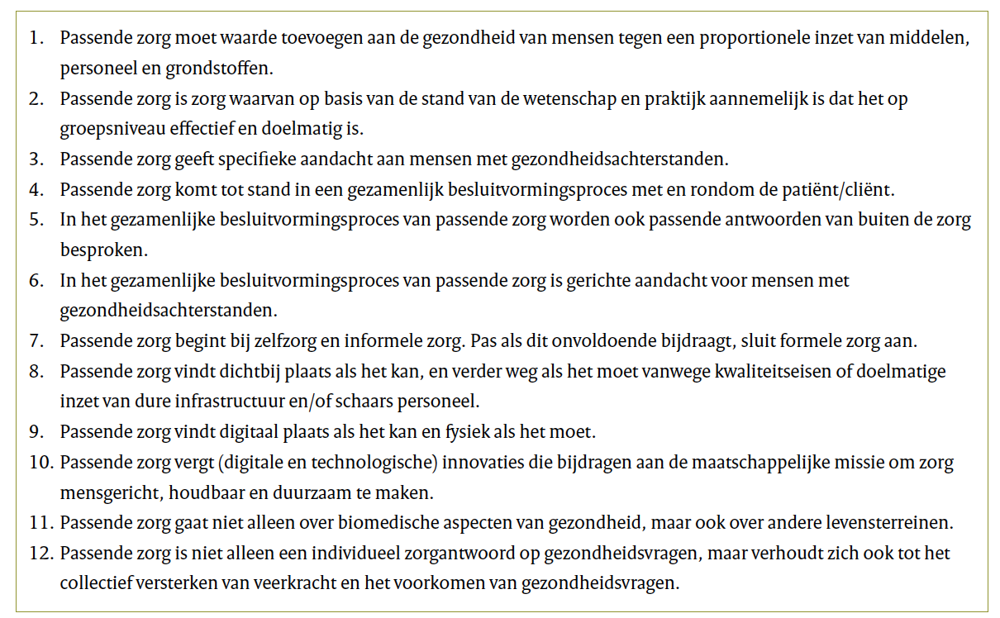 1. Passende zorg moet waarde toevoegen aan de gezondheid van mensen tegen een proportionele inzet van middelen,
personeel en grondstoffen.
2. Passende zorg is zorg waarvan op basis van de stand van de wetenschap en praktijk aannemelijk is dat het op
groepsniveau effectief en doelmatig is.
3. Passende zorg geeft specifieke aandacht aan mensen met gezondheidsachterstanden.
4. Passende zorg komt tot stand in een gezamenlijk besluitvormingsproces met en rondom de patiënt/cliënt.
5. In het gezamenlijke besluitvormingsproces van passende zorg worden ook passende antwoorden van buiten de zorg
besproken.
6. In het gezamenlijke besluitvormingsproces van passende zorg is gerichte aandacht voor mensen met
gezondheidsachterstanden.
7. Passende zorg begint bij zelfzorg en informele zorg. Pas als dit onvoldoende bijdraagt, sluit formele zorg aan.
8. Passende zorg vindt dichtbij plaats als het kan, en verder weg als het moet vanwege kwaliteitseisen of doelmatige
inzet van dure infrastructuur en/of schaars personeel.
9. Passende zorg vindt digitaal plaats als het kan en fysiek als het moet.
10. Passende zorg vergt (digitale en technologische) innovaties die bijdragen aan de maatschappelijke missie om zorg
mensgericht, houdbaar en duurzaam te maken.
11. Passende zorg gaat niet alleen over biomedische aspecten van gezondheid, maar ook over andere levensterreinen.
12. Passende zorg is niet alleen een individueel zorgantwoord op gezondheidsvragen, maar verhoudt zich ook tot het
collectief versterken van veerkracht en het voorkomen van gezondheidsvragen.